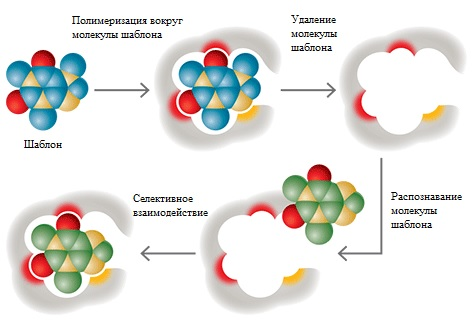 Полимеризация вокруг
молекулы шаблона
Удаление
молекулы
шаблона
Шаблон
Распознавание
молекулы
шаблона
Селективное
взаимодействие